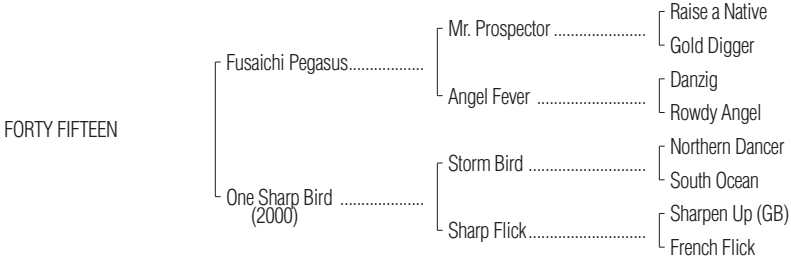 Raise a Native
Mr. Prospector ......................
Gold Digger
Fusaichi Pegasus..................
Danzig
Angel Fever ..........................
Rowdy Angel
FORTY FIFTEEN
Northern Dancer
Storm Bird ............................
South Ocean
One Sharp Bird ....................
(2000)
Sharpen Up (GB)
Sharp Flick............................
French Flick